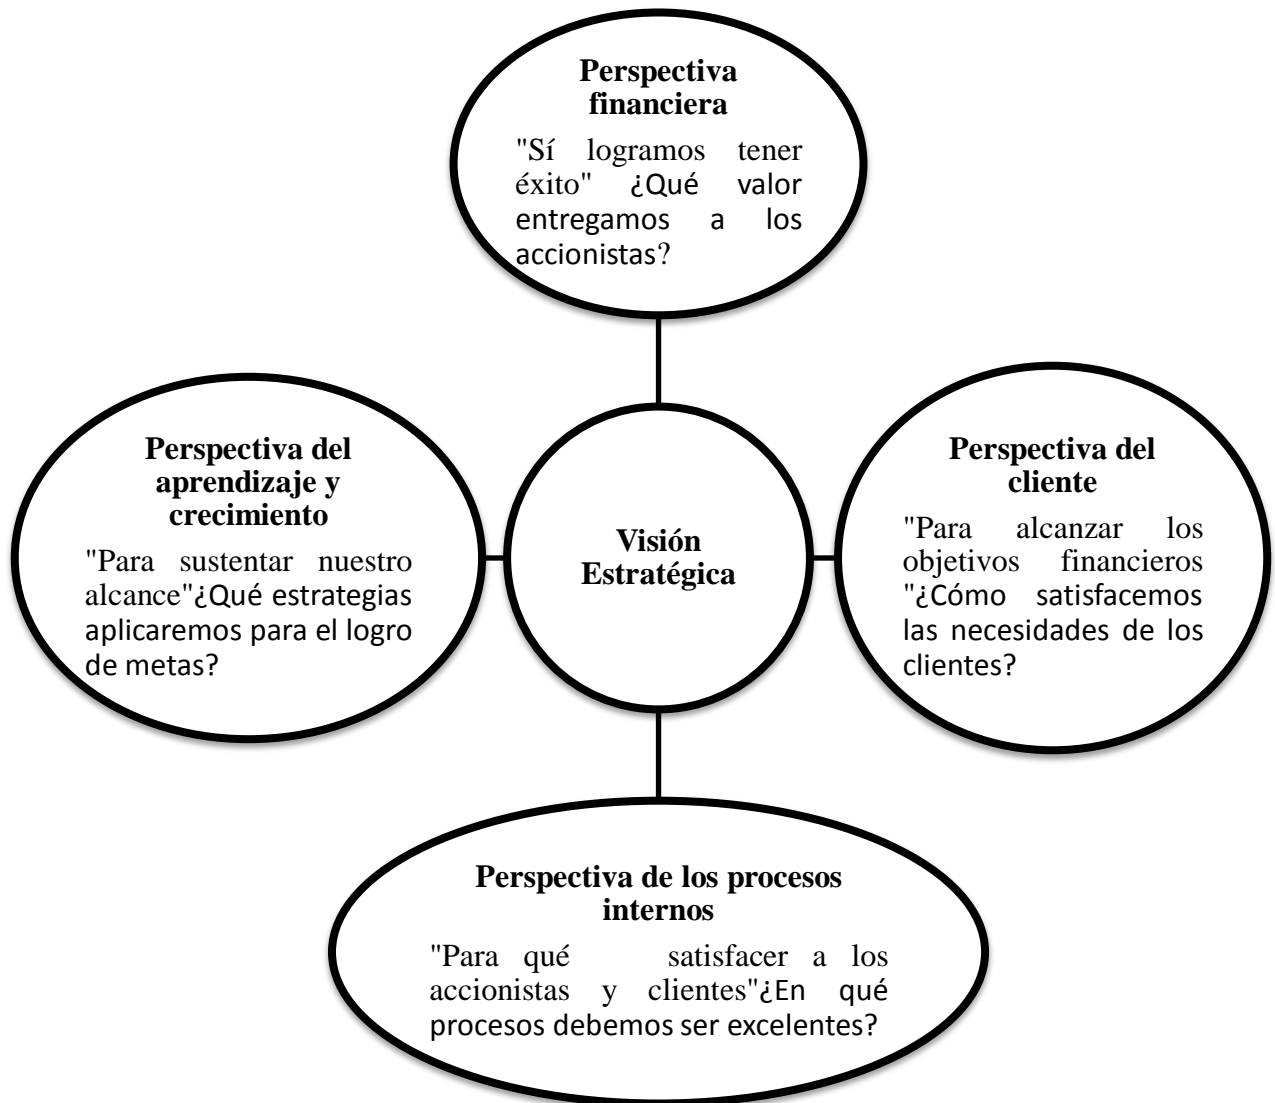 Perspectiva
financiera
"Sí logramos tener
éxito" ¿Qué valor
entregamos a los
accionistas?
Perspectiva del
aprendizaje y
crecimiento
"Para sustentar nuestro
alcance"¿Qué estrategias
aplicaremos para el logro
de metas?
Visión
Estratégica
Perspectiva del
cliente
"Para alcanzar los
objetivos financieros
"¿Cómo satisfacemos
las necesidades de los
clientes?
Perspectiva de los procesos
internos
"Para qué satisfacer a los
accionistas y clientes"¿En qué
procesos debemos ser excelentes?